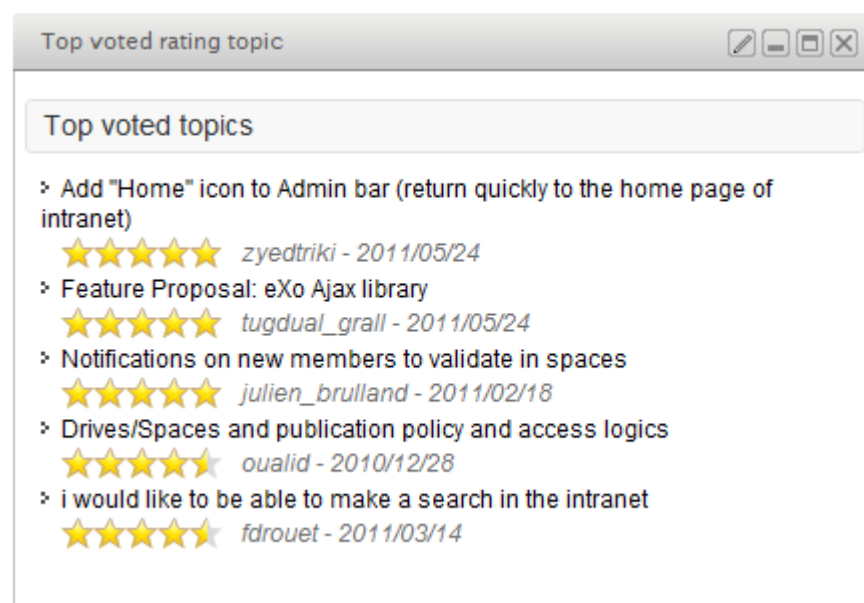 Top voted rating topic
Top voted topics
Add "Home" icon to Admin bar (return quickly to the home page of
intranet)
zyedtriki - 2011/05/24
Feature Proposal: eXo Ajax library
tugdual_grall - 2011/05/24
Notifications on new members to validate in spaces
julien_brulland - 2011/02/18
Drives/Spaces and publication policy and access logics
oualid - 2010/12/28
i would like to be able to make a search in the intranet
fdrouet - 2011/03/14